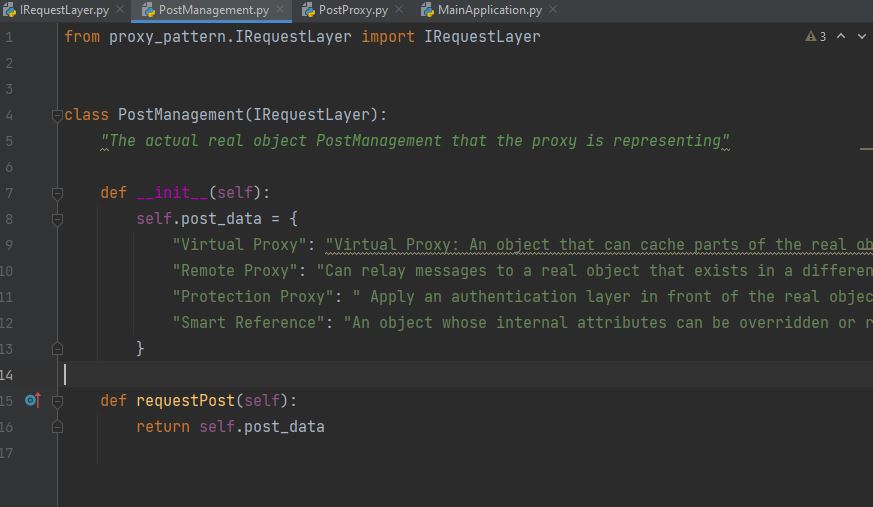 IRequestLayer.py PostManagement.py PostProxy.py MainApplication.py
1 from proxy_pattern.IRequestLayer import IRequestLayer 3
2
3
4 class PostManagement(IRequestLayer):
5 "The actual real object PostManagement that the proxy is representing"
6
7 def __init__(self):
8 self.post_data = {
9 "Virtual Proxy": "Virtual Proxy: An object that can cache parts of the real ob
10 "Remote Proxy": "Can relay messages to a real object that exists in a differen
11 "Protection Proxy": " Apply an authentication layer in front of the real objec
12 "Smart Reference": "An object whose internal attributes can be overridden or r
13 }
14
15 def requestPost(self):
16 return self.post_data
17